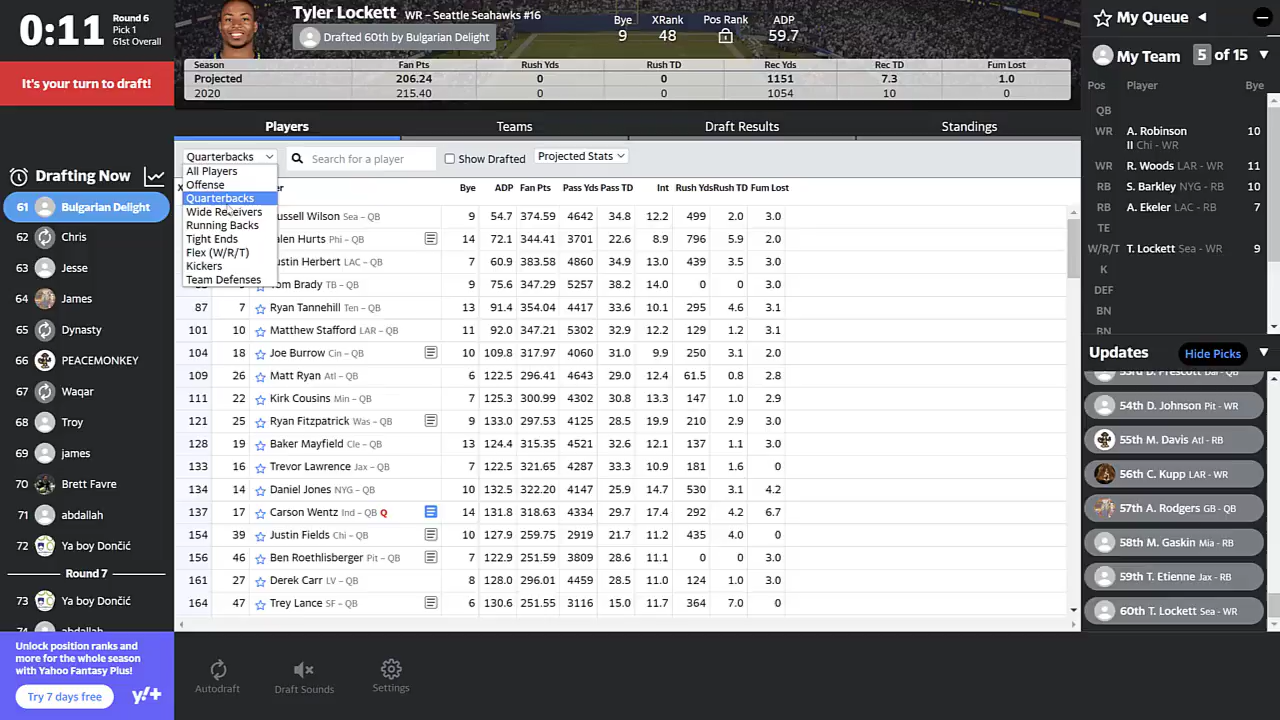 0:11
Round 6
Pick 1
61st Overall
It's your turn to draft!
Drafting Now
61 Bulgarian Delight
62 Chris
63 Jesse
64 James
65 Dynasty
66 PEACEMONKEY
67 Waqar
68 Troy
69 james
70 Brett Favre
71 abdallah
72 Ya boy Dončić
Round 7
73 Ya boy Dončić
74 abdallah
Unlock position ranks and
more for the whole season
with Yahoo Fantasy Plus!
Try 7 days free
y!+
Tyler Lockett WR – Seattle Seahawks #16
Drafted 60th by Bulgarian Delight
Bye XRank Pos Rank ADP
9 48 59.7
Season Fan Pts Rush Yds Rush TD Rec Yds Rec TD Fum Lost
Projected 206.24 0 0 1151 7.3 1.0
2020 215.40 0 0 1054 10 0
Players Teams Draft Results Standings
Quarterbacks Search for a player Show Drafted Projected Stats
All Players
Offense
Quarterbacks
Wide Receivers
Running Backs
Tight Ends
Flex (W/R/T)
Kickers
Team Defenses
Bye ADP Fan Pts Pass Yds Pass TD Int Rush Yds Rush TD Fum Lost
ussell Wilson Sea – QB 9 54.7 374.59 4642 34.8 12.2 499 2.0 3.0
alen Hurts Phi – QB 14 72.1 344.41 3701 22.6 8.9 796 5.9 2.0
ustin Herbert LAC – QB 7 60.9 383.58 4860 34.9 13.0 439 3.5 3.0
Tom Brady TB – QB 9 75.6 347.29 5257 38.2 14.0 0 0 3.0
87 7 Ryan Tannehill Ten – QB 13 91.4 354.04 4417 33.6 10.1 295 4.6 3.1
101 10 Matthew Stafford LAR – QB 11 92.0 347.21 5302 32.9 12.2 129 1.2 3.1
104 18 Joe Burrow Cin – QB 10 109.8 317.97 4060 31.0 9.9 250 3.1 2.0
109 26 Matt Ryan Atl – QB 6 122.5 296.41 4643 29.0 12.4 61.5 0.8 2.8
111 22 Kirk Cousins Min – QB 7 125.3 300.99 4302 30.8 13.3 147 1.0 2.9
121 25 Ryan Fitzpatrick Was – QB 9 133.0 297.53 4125 28.5 19.9 210 2.9 3.0
128 19 Baker Mayfield Cle – QB 13 124.4 315.35 4521 32.6 12.1 137 1.1 3.0
133 16 Trevor Lawrence Jax – QB 7 122.5 321.65 4287 33.3 10.9 181 1.6 0
134 14 Daniel Jones NYG – QB 10 132.5 322.20 4147 25.9 14.7 530 3.1 4.2
137 17 Carson Wentz Ind – QB Q 14 131.8 318.63 4334 29.7 17.4 292 4.2 6.7
154 39 Justin Fields Chi – QB 10 127.9 259.75 2919 21.7 11.2 435 4.0 0
156 46 Ben Roethlisberger Pit – QB 7 122.9 251.59 3809 28.6 11.1 0 0 3.0
161 27 Derek Carr LV – QB 8 128.0 296.01 4459 28.5 11.0 124 1.0 3.0
164 47 Trey Lance SF – QB 6 130.6 251.55 3116 15.0 11.7 364 7.0 0
Autodraft
Draft Sounds
Settings
My Queue
My Team 5 of 15
Pos Player Bye
QB
WR A. Robinson II Chi - WR 10
WR R. Woods LAR - WR 11
RB S. Barkley NYG - RB 10
RB A. Ekeler LAC - RB 7
TE
W/R/T T. Lockett Sea - WR 9
K
DEF
BN
BN
Updates Hide Picks
53rd D. Prescott Dal - QB
54th D. Johnson Pit - WR
55th M. Davis Atl - RB
56th C. Kupp LAR - WR
57th A. Rodgers GB - QB
58th M. Gaskin Mia - RB
59th T. Etienne Jax - RB
60th T. Lockett Sea - WR